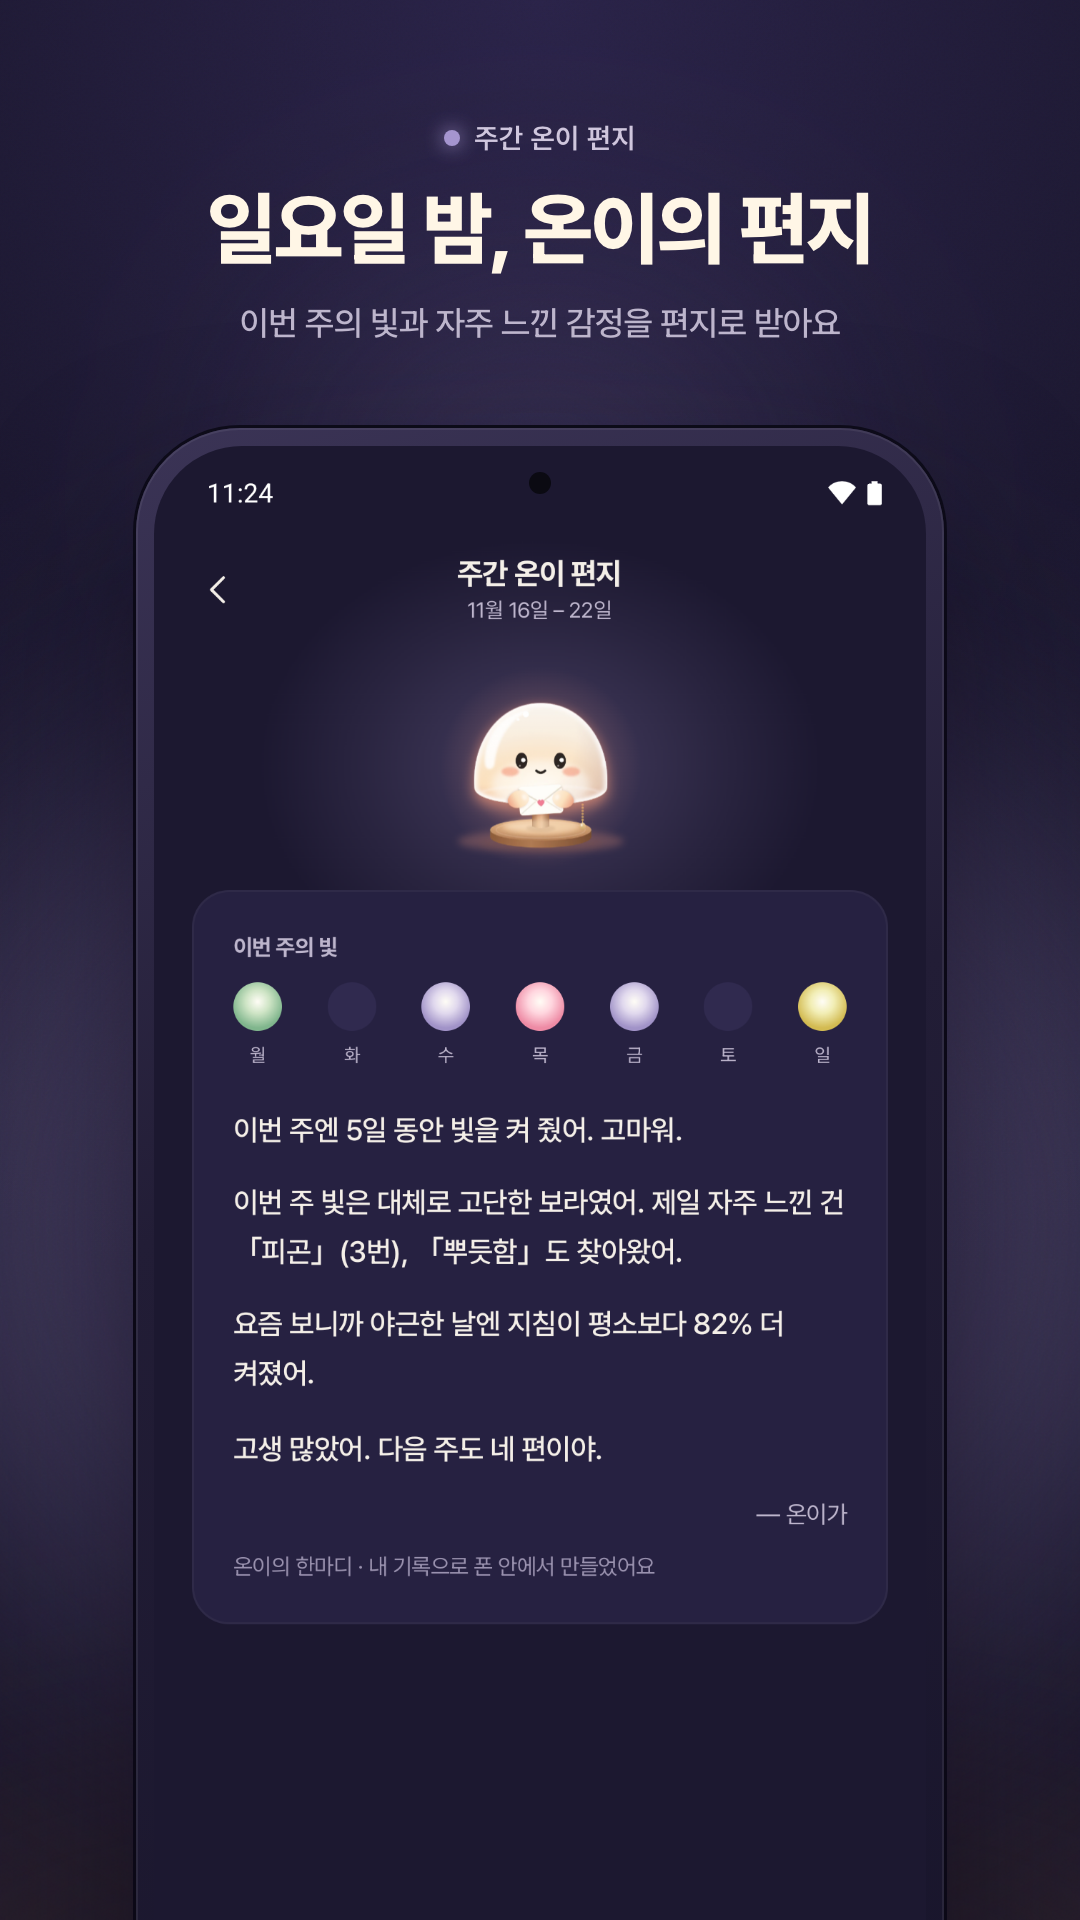 주간 온이 편지
일요일 밤, 온이의 편지
이번 주의 빛과 자주 느낀 감정을 편지로 받아요
11:24
주간 온이 편지
11월 16일 – 22일
이번 주의 빛
월 화 수 목 금 토 일
이번 주엔 5일 동안 빛을 켜 줬어. 고마워.
이번 주 빛은 대체로 고단한 보라였어. 제일 자주 느낀 건
「피곤」(3번), 「뿌듯함」도 찾아왔어.
요즘 보니까 야근한 날엔 지침이 평소보다 82% 더
켜졌어.
고생 많았어. 다음 주도 네 편이야.
— 온이가
온이의 한마디 · 내 기록으로 폰 안에서 만들었어요